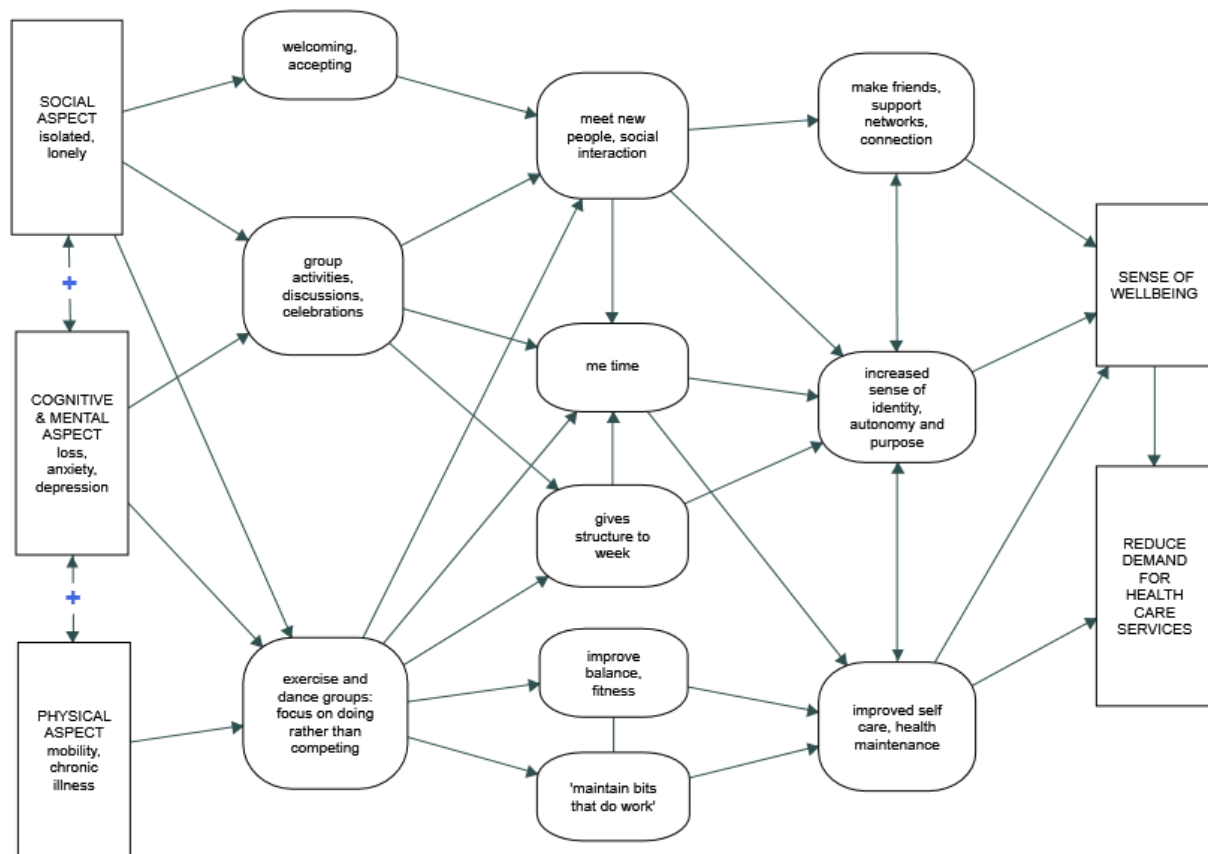 SOCIAL
ASPECT
isolated,
lonely
+
COGNITIVE
& MENTAL
ASPECT
loss,
anxiety,
depression
+
PHYSICAL
ASPECT
mobility,
chronic
illness
welcoming,
accepting
group
activities,
discussions,
celebrations
exercise and
dance groups:
focus on doing
rather than
competing
meet new
people, social
interaction
me time
gives
structure to
week
improve
balance,
fitness
'maintain bits
that do work'
make friends,
support
networks,
connection
increased
sense of
identity,
autonomy and
purpose
improved self
care, health
maintenance
SENSE OF
WELLBEING
REDUCE
DEMAND
FOR
HEALTH
CARE
SERVICES